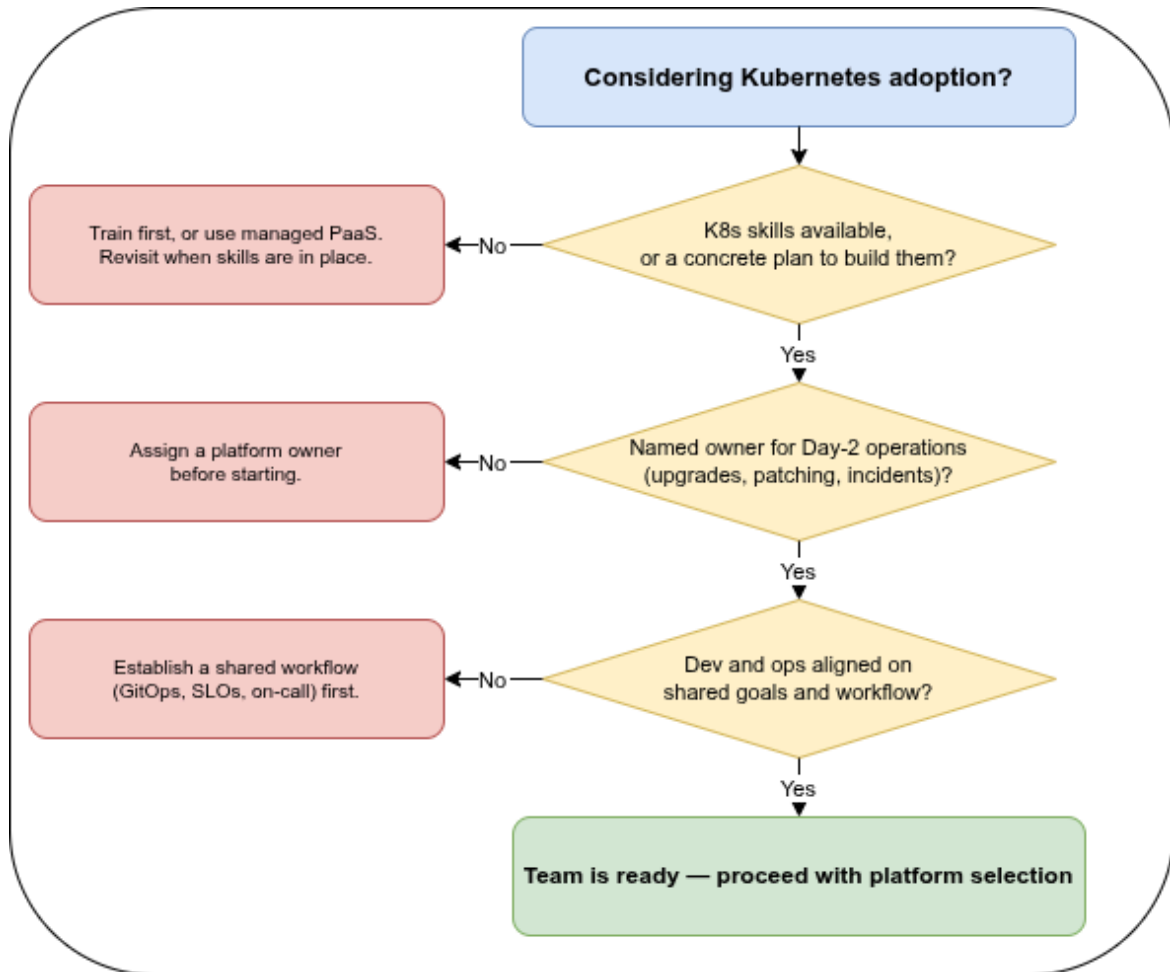 Considering Kubernetes adoption?
K8s skills available,
or a concrete plan to build them?
No
Train first, or use managed PaaS.
Revisit when skills are in place.
Yes
Named owner for Day-2 operations
(upgrades, patching, incidents)?
No
Assign a platform owner
before starting.
Yes
Dev and ops aligned on
shared goals and workflow?
No
Establish a shared workflow
(GitOps, SLOs, on-call) first.
Yes
Team is ready — proceed with platform selection